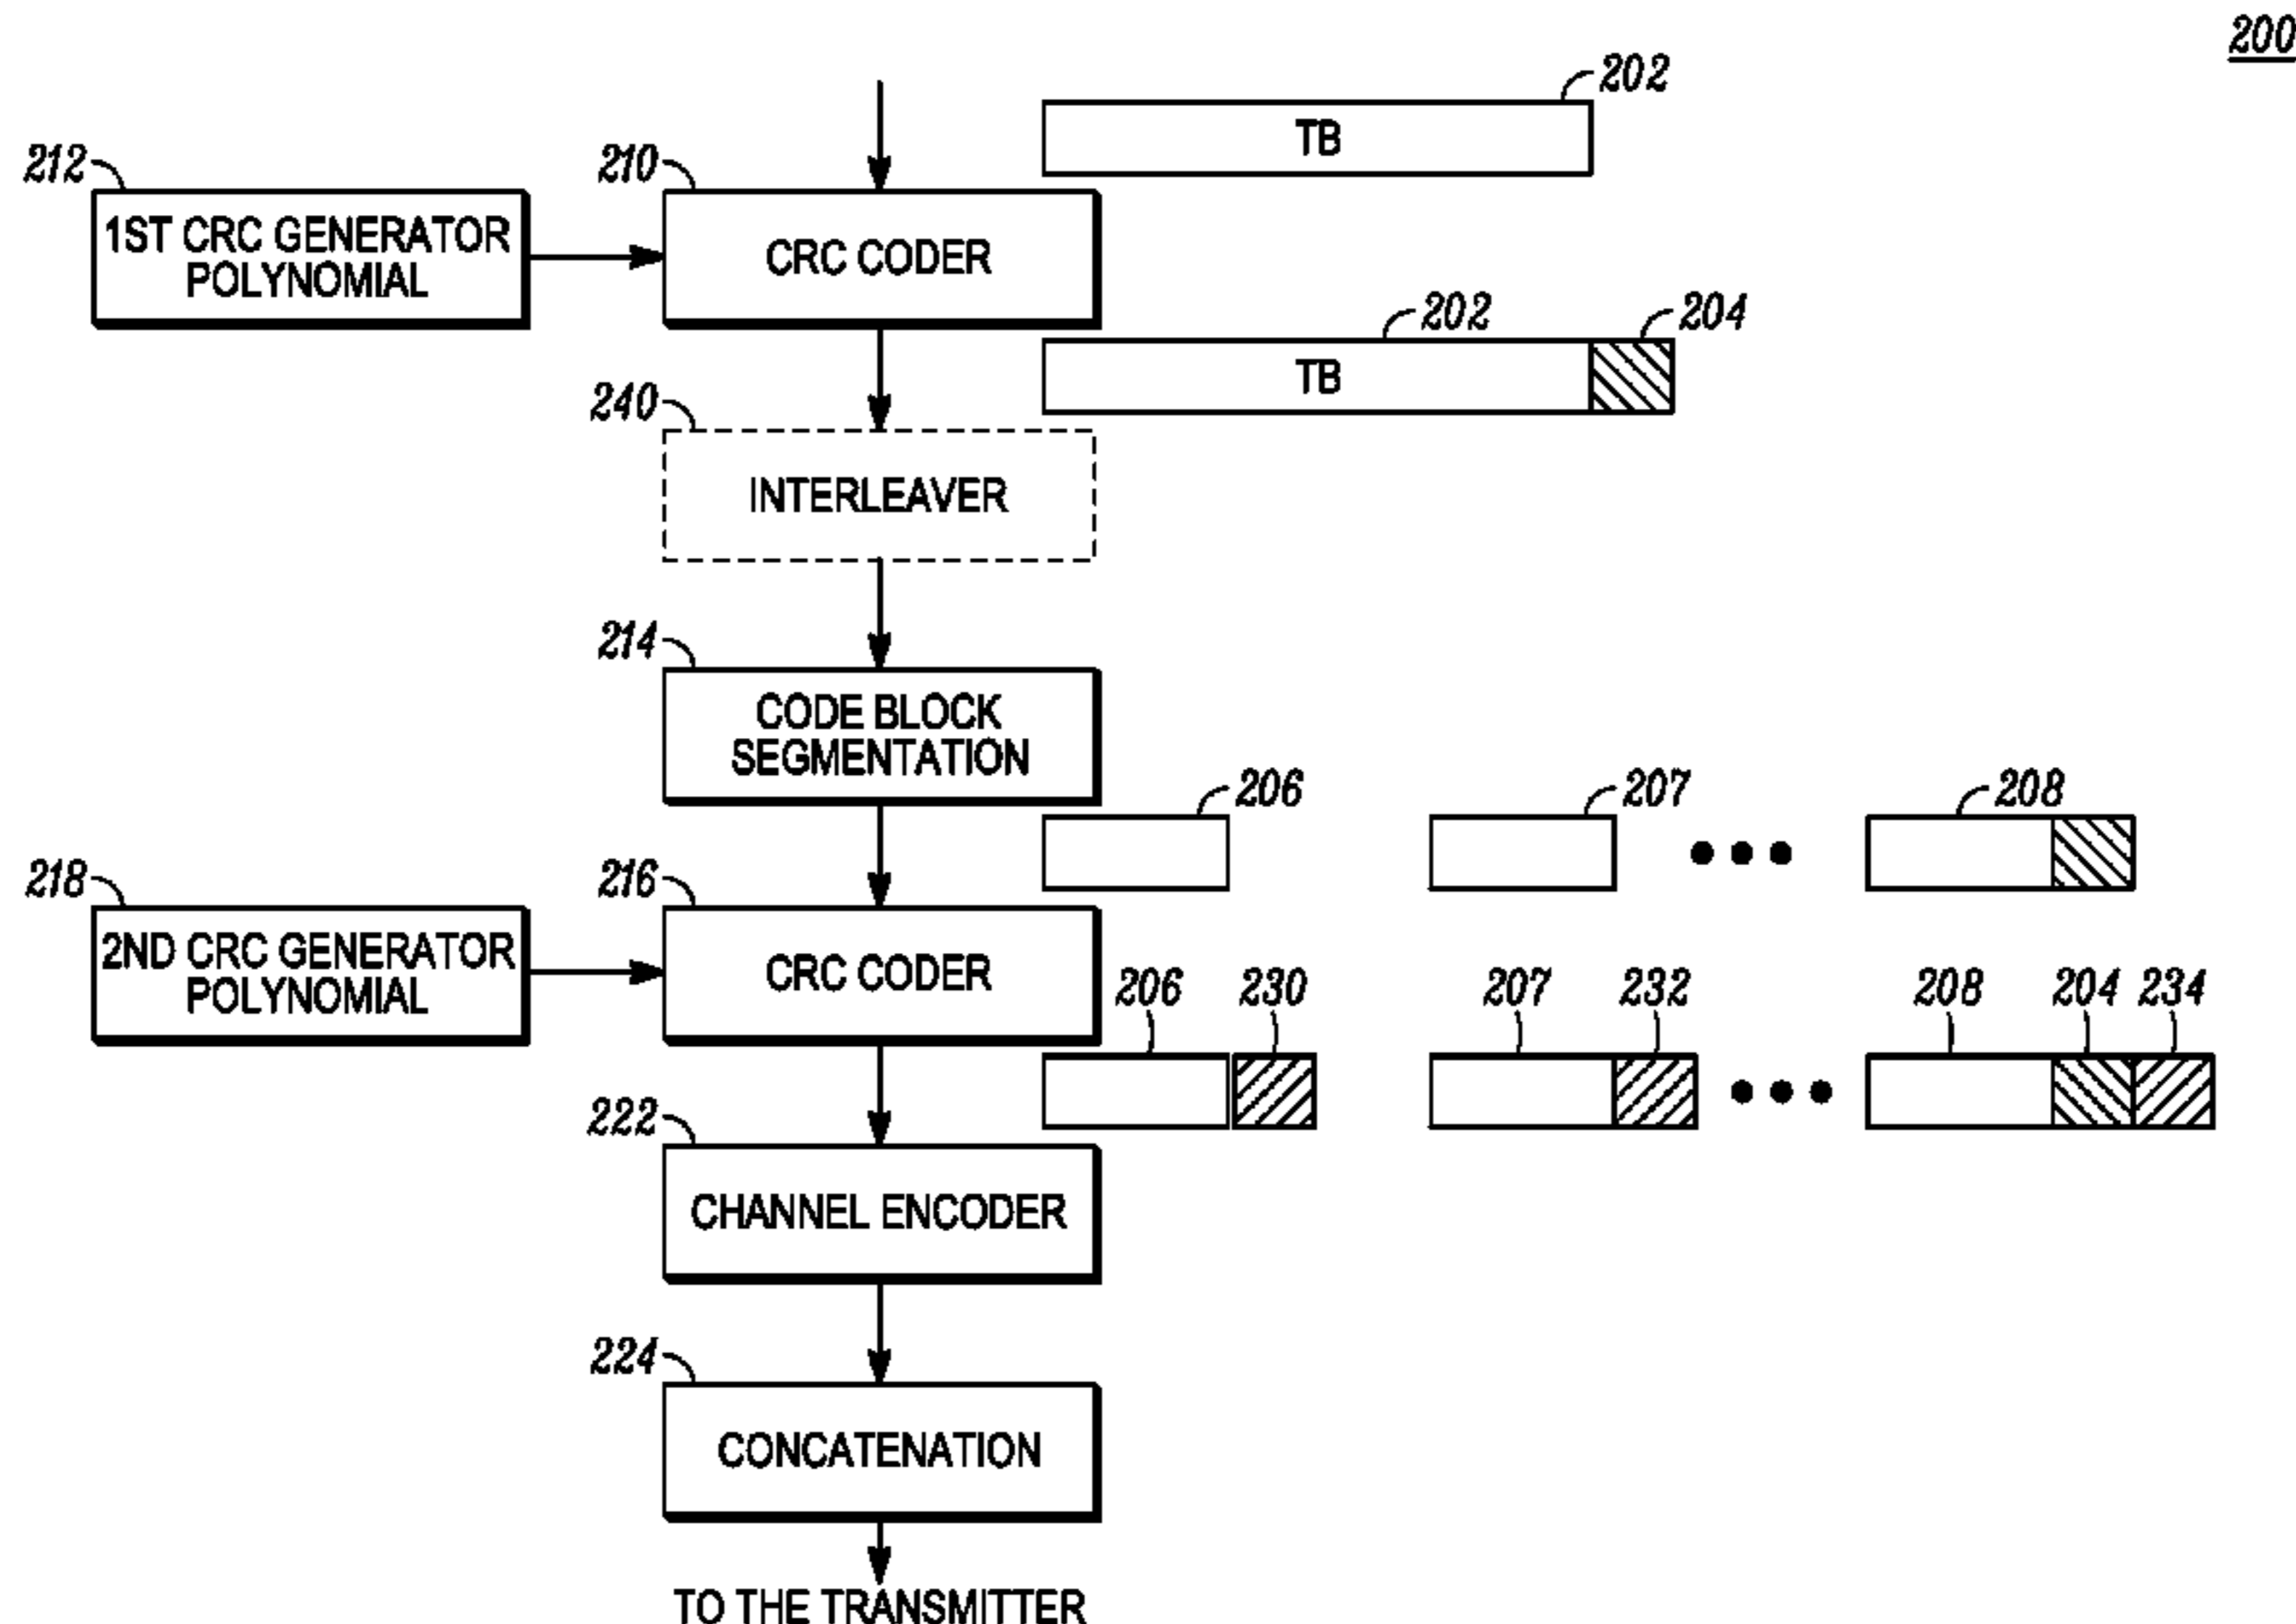 200
202
TB
212
1ST CRC GENERATOR
POLYNOMIAL
210
CRC CODER
202
204
TB
240
INTERLEAVER
214
CODE BLOCK
SEGMENTATION
206
207
208
218
2ND CRC GENERATOR
POLYNOMIAL
216
CRC CODER
206
230
207
232
208
204
234
222
CHANNEL ENCODER
224
CONCATENATION
TO THE TRANSMITTER